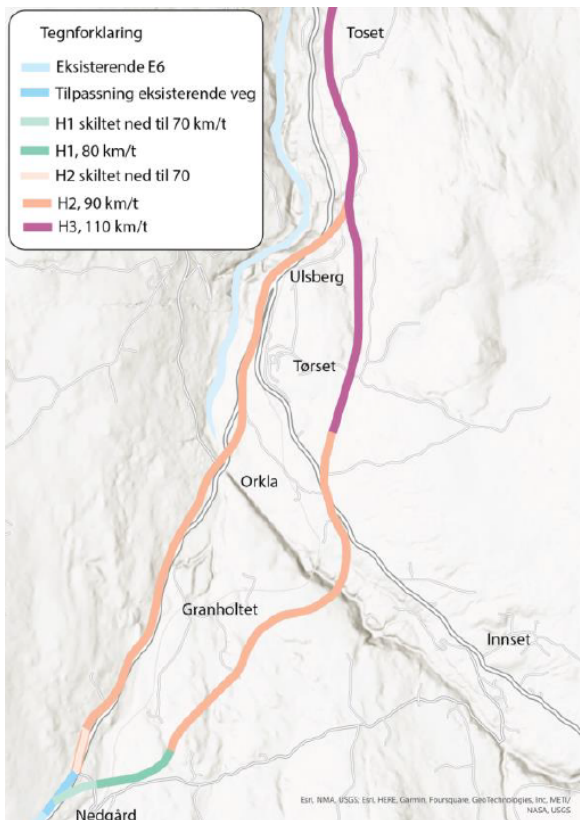 Tegnforklaring
Eksisterende E6
Tilpassning eksisterende veg
H1 skiltet ned til 70 km/t
H1, 80 km/t
H2 skiltet ned til 70
H2, 90 km/t
H3, 110 km/t
Toset
Ulsberg
Tørset
Orkla
Granholtet
Innset
Nedgård
Esri, NMA, USGS; Esri, HERE, Garmin, Foursquare, GeoTechnologies, Inc, METI/
NASA, USGS